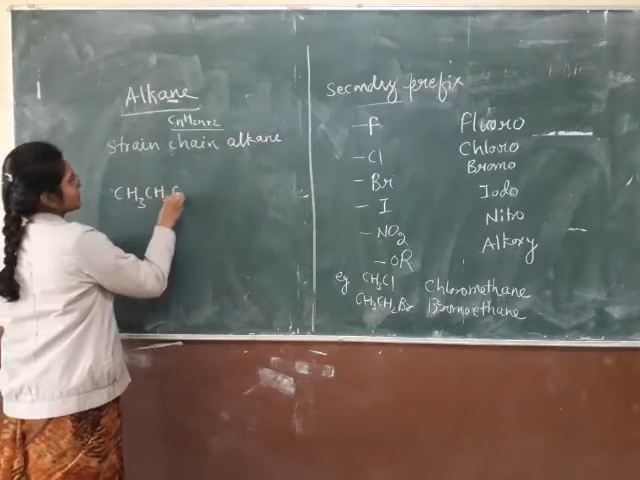 Alkane
CnH2n+2
Strain chain alkane
CH3CH2C
Secondry prefix
-F Fluoro
-Cl Chloro
-Br Bromo
-I Iodo
-NO2 Nitro
-OR Alkoxy
eg CH3Cl Chloromethane
CH3CH2Br Bromoethane